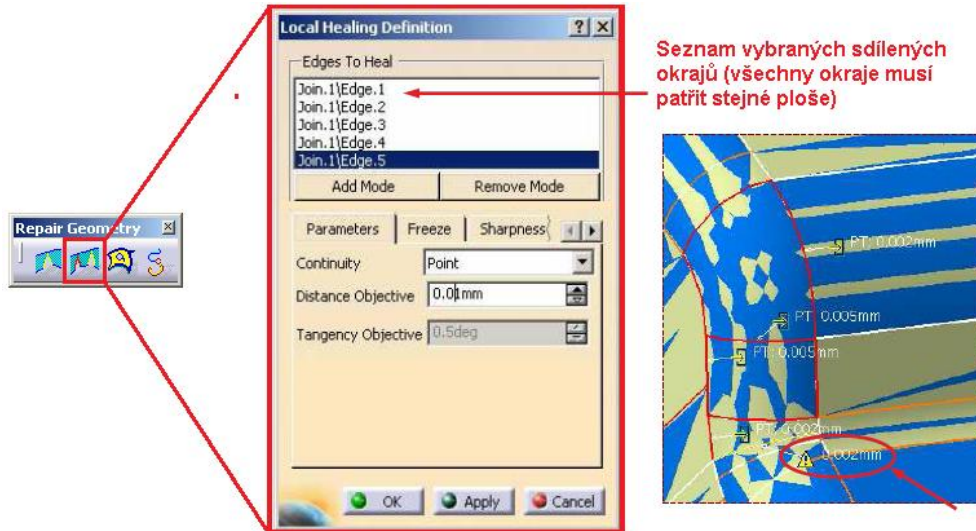 Local Healing Definition
Edges To Heal
Join.1\Edge.1
Join.1\Edge.2
Join.1\Edge.3
Join.1\Edge.4
Join.1\Edge.5
Add Mode Remove Mode
Parameters Freeze Sharpness
Continuity Point
Distance Objective 0.01mm
Tangency Objective 0.5deg
OK Apply Cancel
Repair Geometry
Seznam vybraných sdílených
okrajů (všechny okraje musí
patřit stejné ploše)
PT: 0.002mm
PT: 0.005mm
PT: 0.005mm
PT: 0.002mm
0.002mm